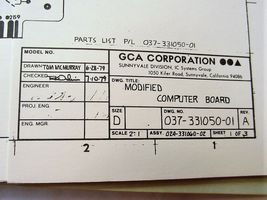 0259
PARTS LIST P/L 037-331050-01
MODEL NO.
GCA CORPORATION
SUNNYVALE DIVISION, IC Systems Group
1050 Kifer Road, Sunnyvale, California 94086
DRAWN TOM MCMURRAY 6-28-79
CHECKED 7-10-79
ENGINEER
PROJ. ENG.
ENG. MGR.
DWG. TITLE:
MODIFIED
COMPUTER BOARD
SIZE D
DWG. NO. 037-331050-01
REV. A
SCALE 2:1
ASSY. 024-331060-02
SHEET 1 OF 3
2
1